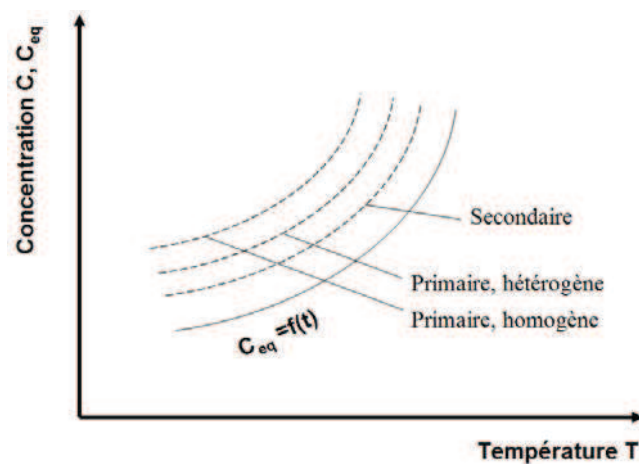 Concentration C, Ceq
Secondaire
Primaire, hétérogène
Primaire, homogène
Ceq =f(t)
Température T